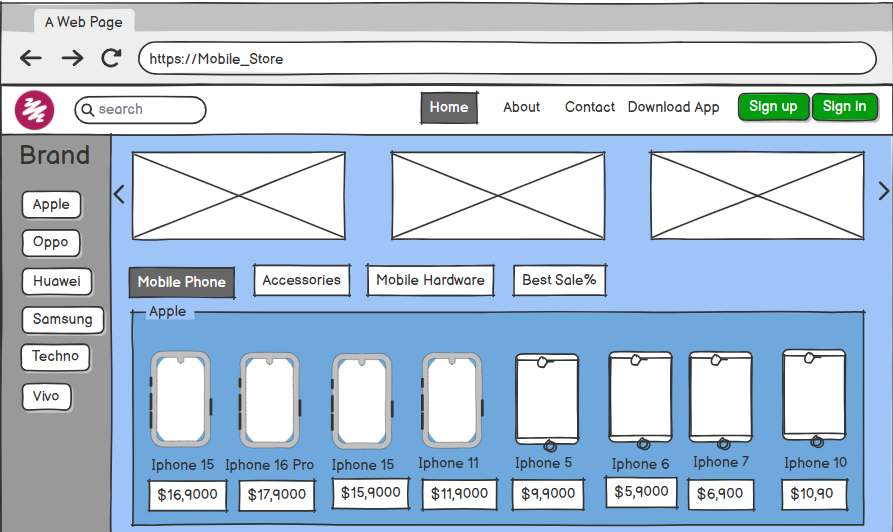 A Web Page
https://Mobile_Store
search
Home About Contact Download App Sign up Sign in
Brand
Apple
Oppo
Huawei
Samsung
Techno
Vivo
Mobile Phone Accessories Mobile Hardware Best Sale%
Apple
Iphone 15 Iphone 16 Pro Iphone 15 Iphone 11 Iphone 5 Iphone 6 Iphone 7 Iphone 10
$16,9000 $17,9000 $15,9000 $11,9000 $9,9000 $5,9000 $6,900 $10,90